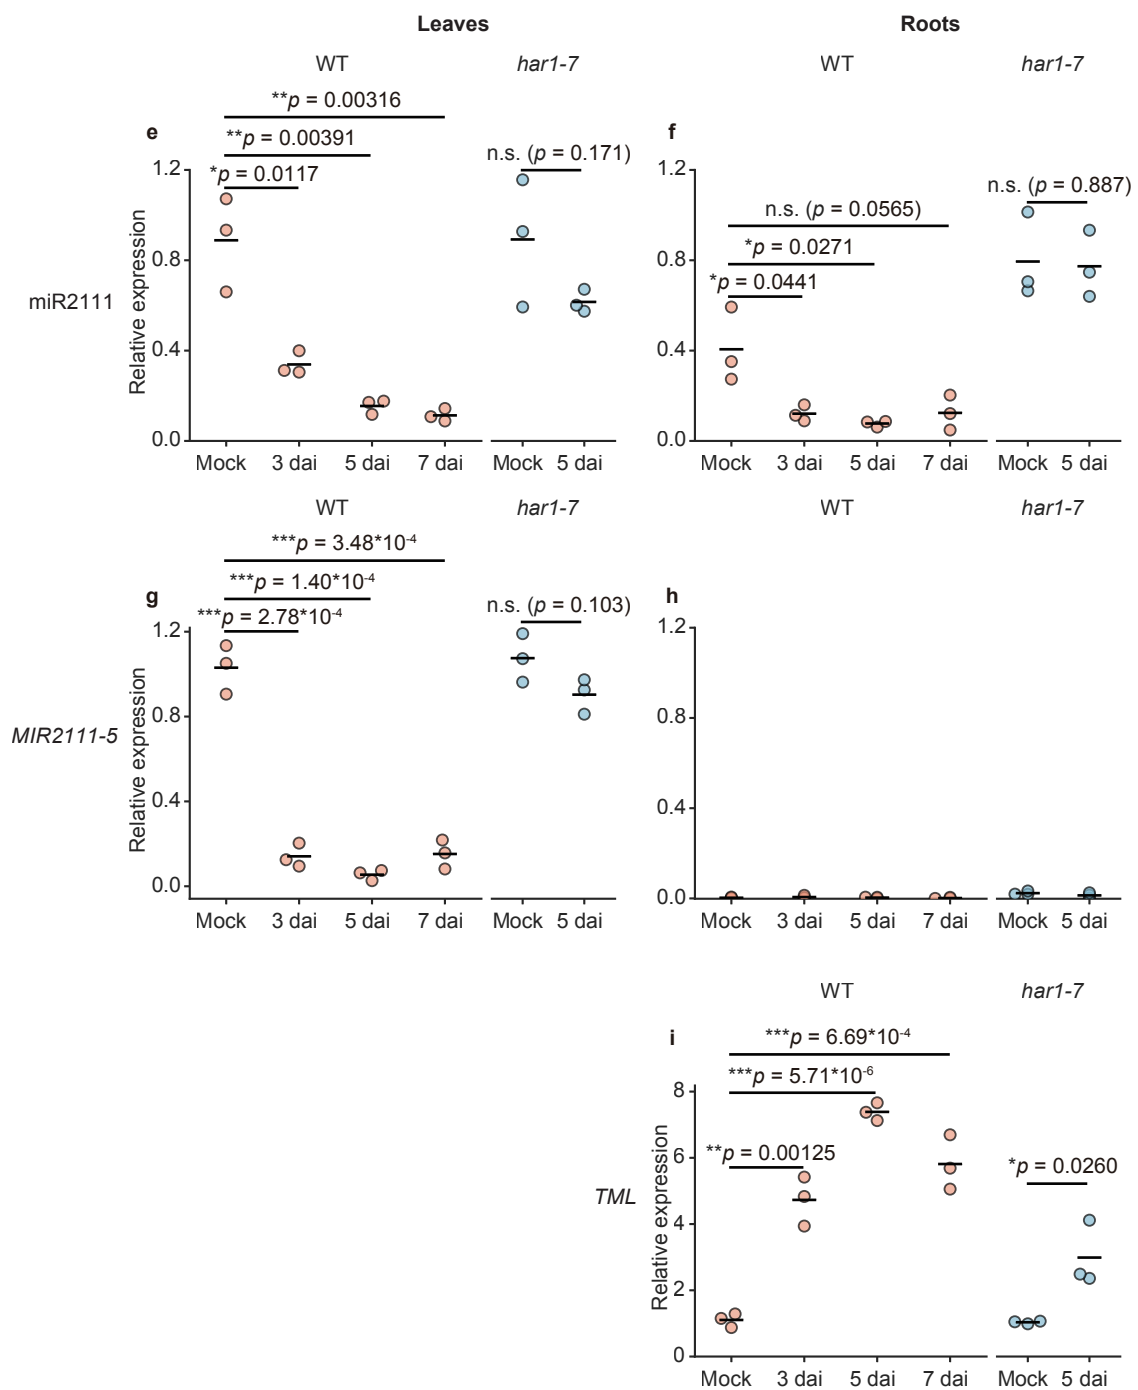 Leaves Roots
WT har1-7 WT har1-7
**p = 0.00316
e
**p = 0.00391
*p = 0.0117
n.s. (p = 0.171)
miR2111
Relative expression
1.2
0.8
0.4
0.0
Mock 3 dai 5 dai 7 dai Mock 5 dai
f
n.s. (p = 0.0565)
*p = 0.0271
*p = 0.0441
n.s. (p = 0.887)
1.2
0.8
0.4
0.0
Mock 3 dai 5 dai 7 dai Mock 5 dai
WT har1-7 WT har1-7
***p = 3.48*10-4
g
***p = 1.40*10-4
***p = 2.78*10-4
n.s. (p = 0.103)
MIR2111-5
Relative expression
1.2
0.8
0.4
0.0
Mock 3 dai 5 dai 7 dai Mock 5 dai
h
1.2
0.8
0.4
0.0
Mock 3 dai 5 dai 7 dai Mock 5 dai
WT har1-7
i
***p = 6.69*10-4
***p = 5.71*10-6
**p = 0.00125
*p = 0.0260
TML
Relative expression
8
6
4
2
0
Mock 3 dai 5 dai 7 dai Mock 5 dai